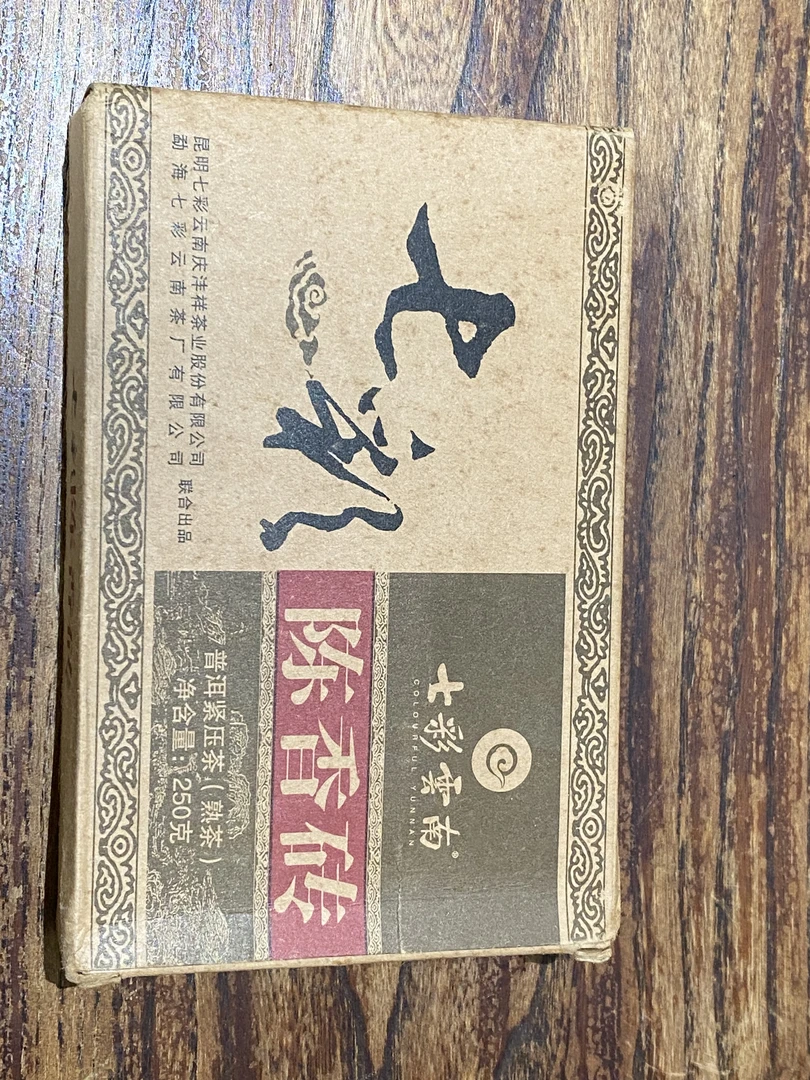 七彩
七彩雲南®
COLOURFUL YUNNAN
陈香砖
普洱紧压茶（熟茶）
净含量：250克
昆明七彩云南庆沣祥茶业股份有限公司
勐海七彩云南茶厂有限公司
联合出品